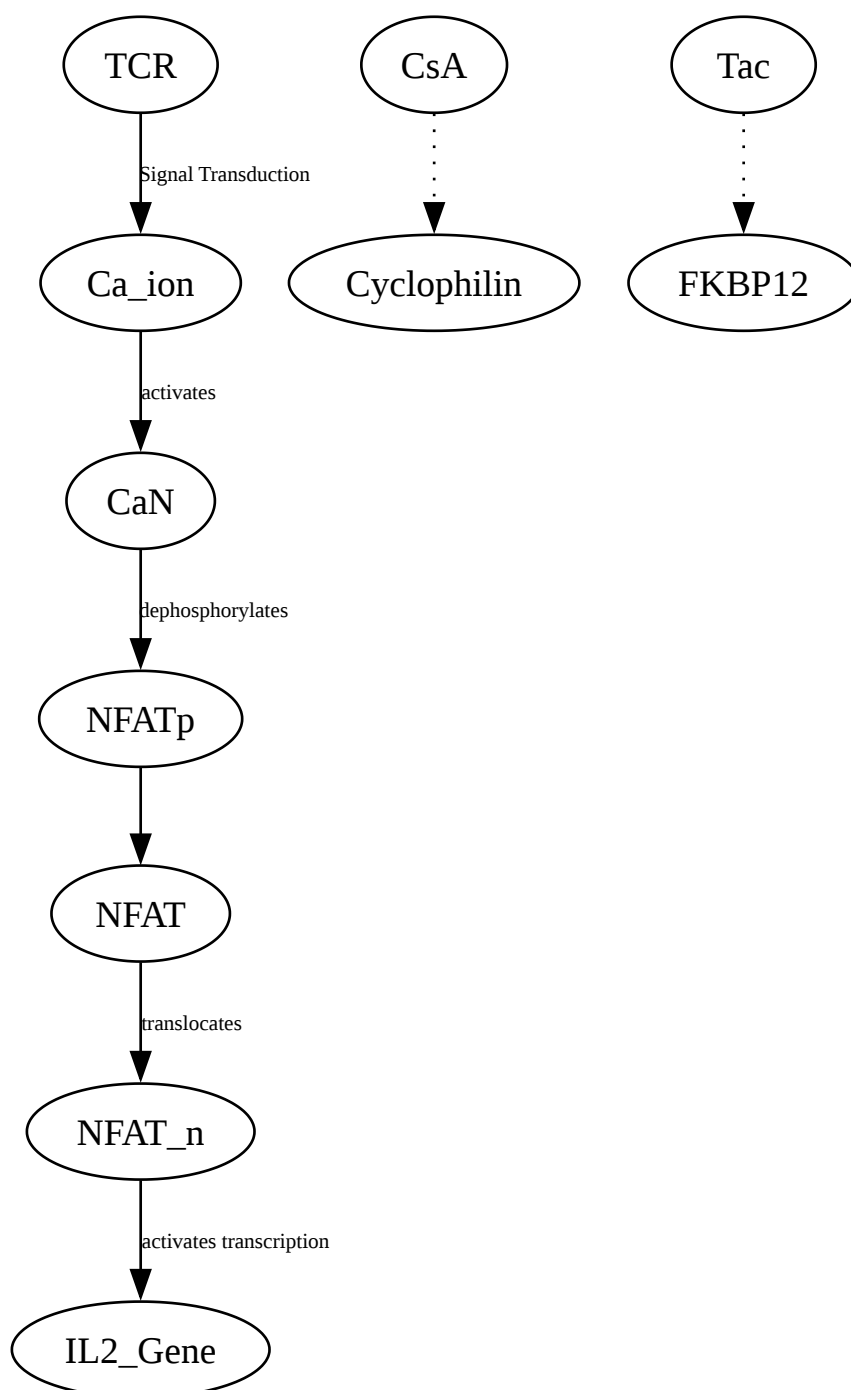 TCR
CsA
Tac
Signal Transduction
Ca_ion
Cyclophilin
FKBP12
activates
CaN
dephosphorylates
NFATp
NFAT
translocates
NFAT_n
activates transcription
IL2_Gene